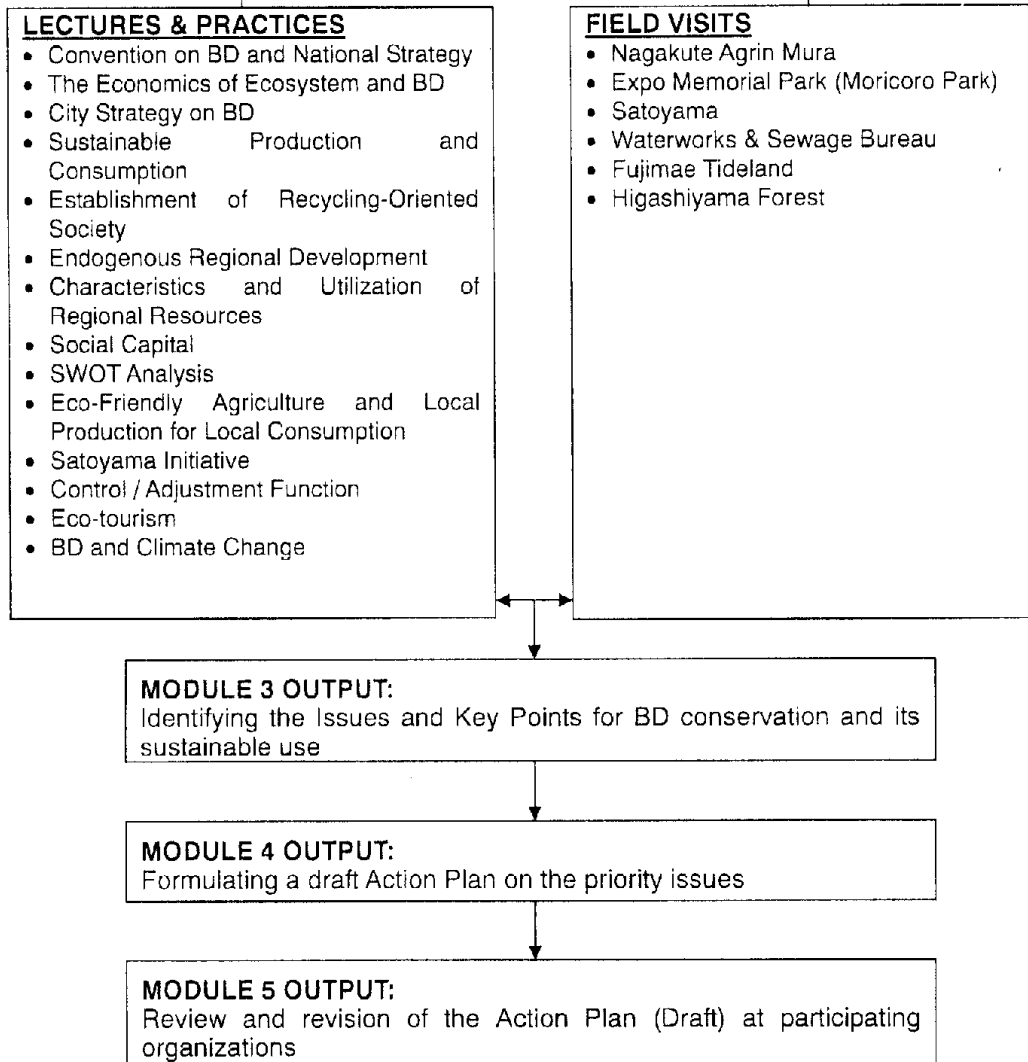 LECTURES & PRACTICES
• Convention on BD and National Strategy
• The Economics of Ecosystem and BD
• City Strategy on BD
• Sustainable Production and
Consumption
• Establishment of Recycling-Oriented
Society
• Endogenous Regional Development
• Characteristics and Utilization of
Regional Resources
• Social Capital
• SWOT Analysis
• Eco-Friendly Agriculture and Local
Production for Local Consumption
• Satoyama Initiative
• Control / Adjustment Function
• Eco-tourism
• BD and Climate Change
FIELD VISITS
• Nagakute Agrin Mura
• Expo Memorial Park (Moricoro Park)
• Satoyama
• Waterworks & Sewage Bureau
• Fujimae Tideland
• Higashiyama Forest
MODULE 3 OUTPUT:
Identifying the Issues and Key Points for BD conservation and its
sustainable use
MODULE 4 OUTPUT:
Formulating a draft Action Plan on the priority issues
MODULE 5 OUTPUT:
Review and revision of the Action Plan (Draft) at participating
organizations